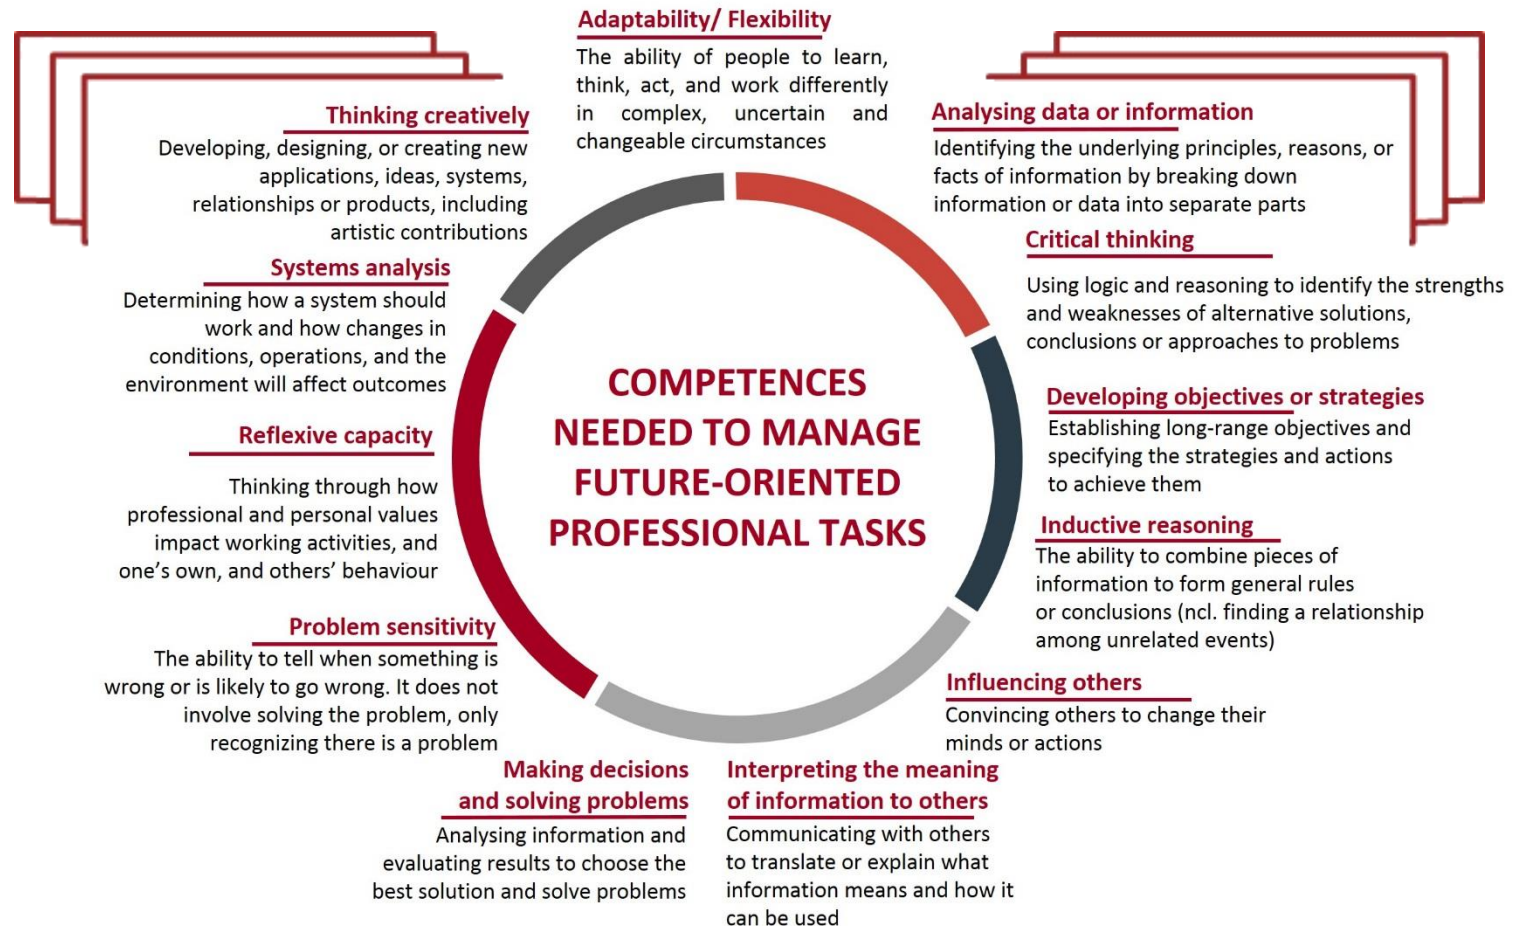 Adaptability/ Flexibility
The ability of people to learn,
think, act, and work differently
in complex, uncertain and
changeable circumstances
Analysing data or information
Identifying the underlying principles, reasons, or
facts of information by breaking down
information or data into separate parts
Critical thinking
Using logic and reasoning to identify the strengths
and weaknesses of alternative solutions,
conclusions or approaches to problems
Developing objectives or strategies
Establishing long-range objectives and
specifying the strategies and actions
to achieve them
Inductive reasoning
The ability to combine pieces of
information to form general rules
or conclusions (ncl. finding a relationship
among unrelated events)
Influencing others
Convincing others to change their
minds or actions
Interpreting the meaning
of information to others
Communicating with others
to translate or explain what
information means and how it
can be used
Making decisions
and solving problems
Analysing information and
evaluating results to choose the
best solution and solve problems
Problem sensitivity
The ability to tell when something is
wrong or is likely to go wrong. It does not
involve solving the problem, only
recognizing there is a problem
Reflexive capacity
Thinking through how
professional and personal values
impact working activities, and
one's own, and others' behaviour
Systems analysis
Determining how a system should
work and how changes in
conditions, operations, and the
environment will affect outcomes
Thinking creatively
Developing, designing, or creating new
applications, ideas, systems,
relationships or products, including
artistic contributions
COMPETENCES
NEEDED TO MANAGE
FUTURE-ORIENTED
PROFESSIONAL TASKS